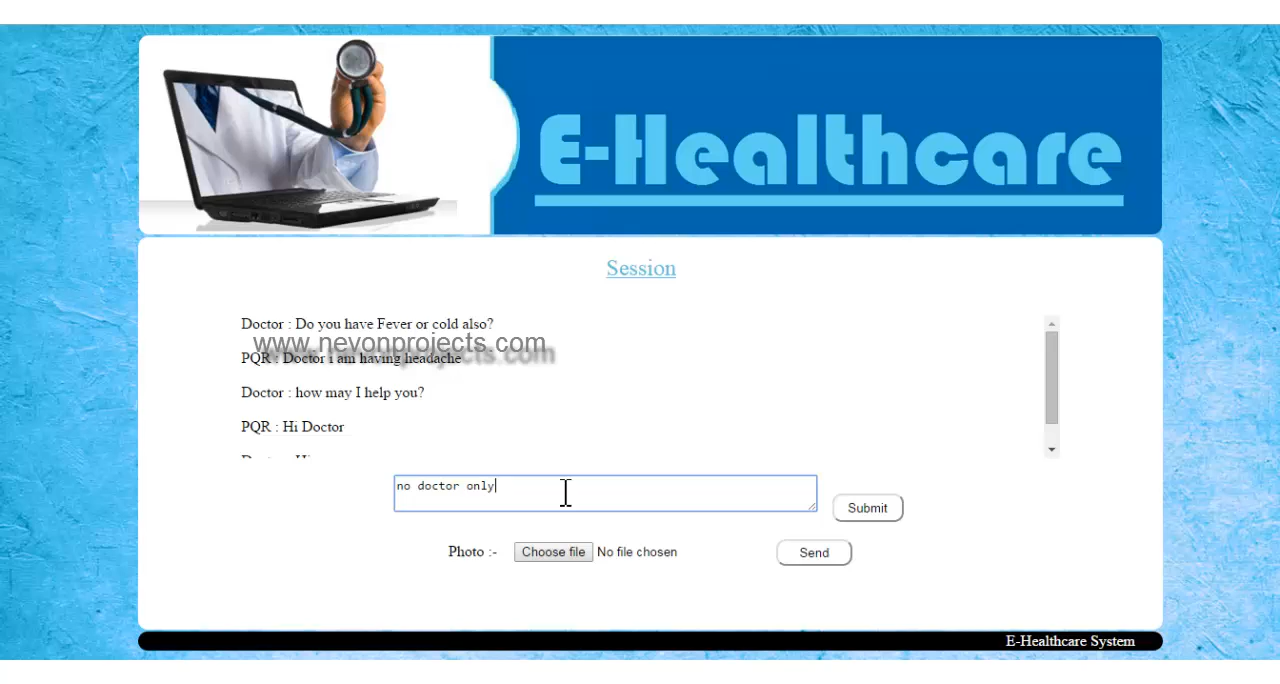 E-Healthcare
Session
Doctor : Do you have Fever or cold also?
www.nevonprojects.com
PQR : Doctor i am having headache
Doctor : how may I help you?
PQR : Hi Doctor
no doctor only
Submit
Photo :- Choose file No file chosen Send
E-Healthcare System